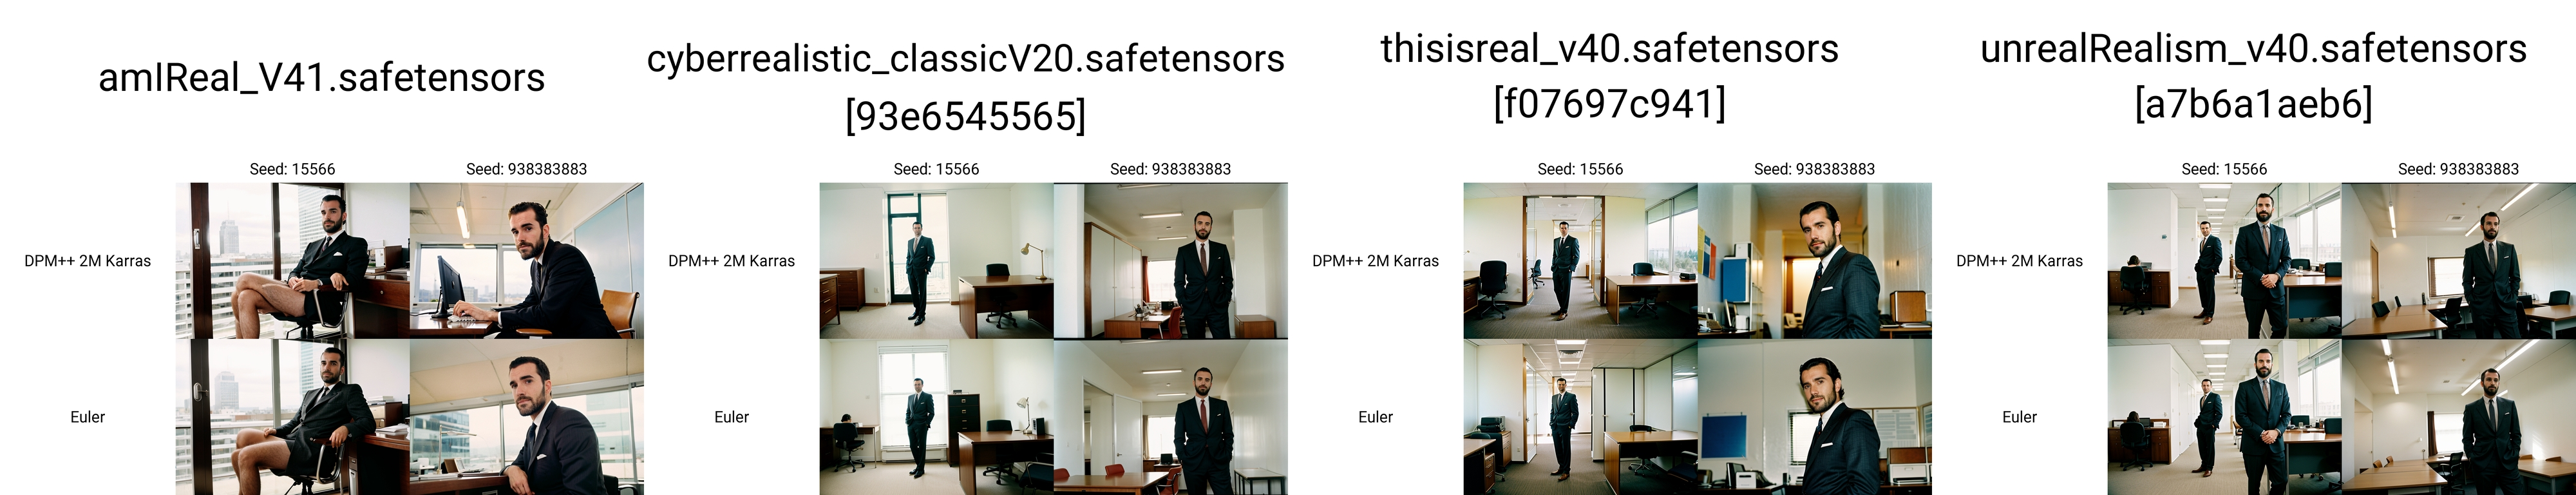 amIReal_V41.safetensors
cyberrealistic_classicV20.safetensors
[93e6545565]
thisisreal_v40.safetensors
[f07697c941]
unrealRealism_v40.safetensors
[a7b6a1aeb6]
Seed: 15566
Seed: 938383883
Seed: 15566
Seed: 938383883
Seed: 15566
Seed: 938383883
Seed: 15566
Seed: 938383883
DPM++ 2M Karras
DPM++ 2M Karras
DPM++ 2M Karras
DPM++ 2M Karras
Euler
Euler
Euler
Euler